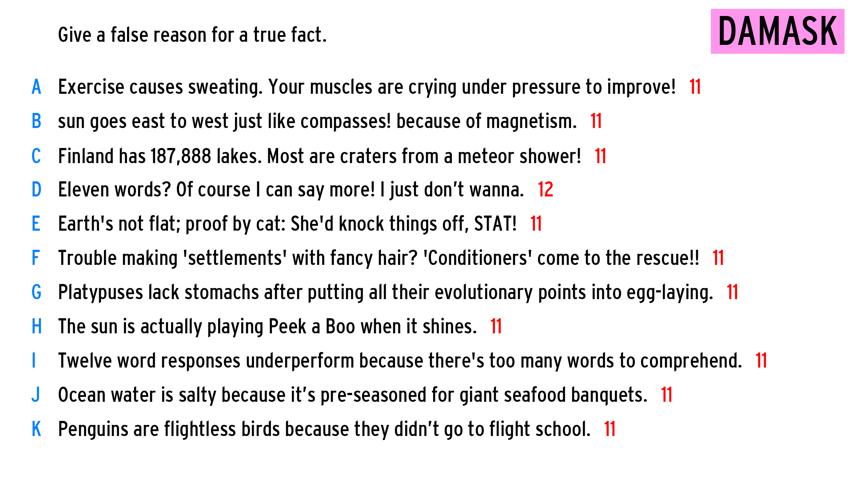 Give a false reason for a true fact.
DAMASK
A Exercise causes sweating. Your muscles are crying under pressure to improve! 11
B sun goes east to west just like compasses! because of magnetism. 11
C Finland has 187,888 lakes. Most are craters from a meteor shower! 11
D Eleven words? Of course I can say more! I just don’t wanna. 12
E Earth's not flat; proof by cat: She'd knock things off, STAT! 11
F Trouble making 'settlements' with fancy hair? 'Conditioners' come to the rescue!! 11
G Platypuses lack stomachs after putting all their evolutionary points into egg-laying. 11
H The sun is actually playing Peek a Boo when it shines. 11
I Twelve word responses underperform because there's too many words to comprehend. 11
J Ocean water is salty because it’s pre-seasoned for giant seafood banquets. 11
K Penguins are flightless birds because they didn’t go to flight school. 11